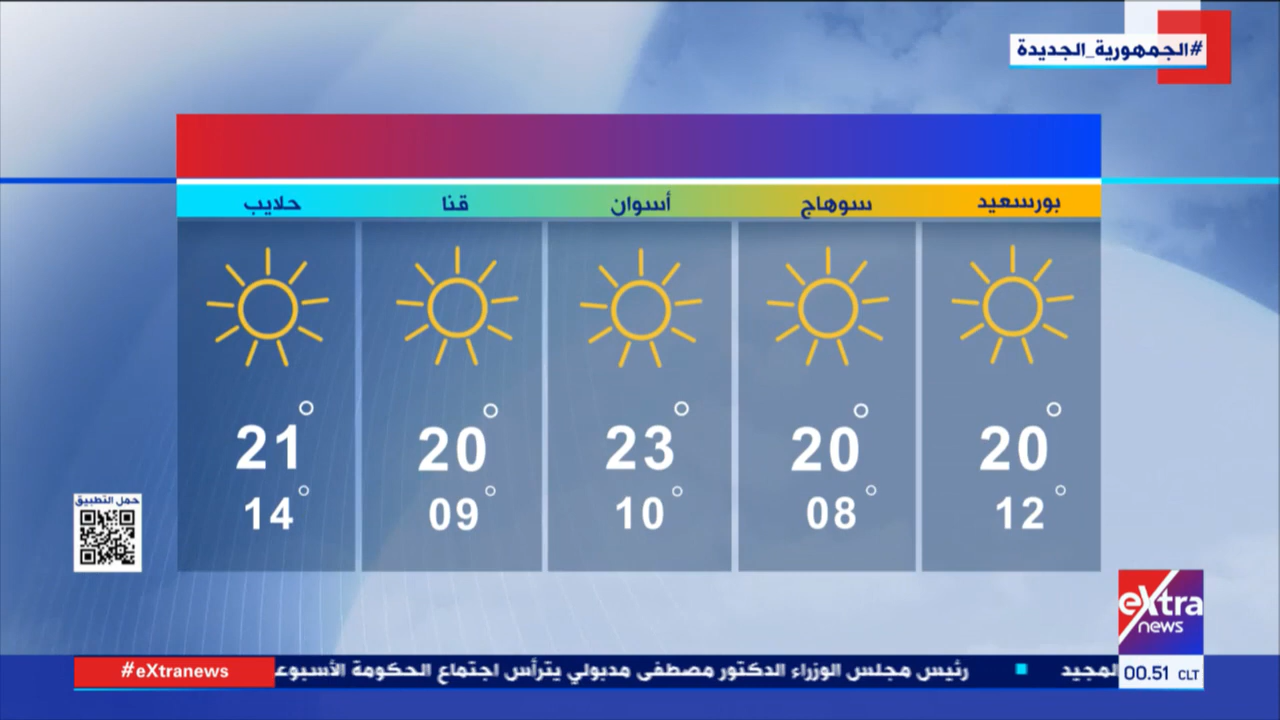 #الجمهورية_الجديدة
بورسعيد سوهاج أسوان قنا حلايب
20° 20° 23° 20° 21°
12° 08° 10° 09° 14°
حمل التطبيق
eXtra
news
المجيد ■ رئيس مجلس الوزراء الدكتور مصطفى مدبولي يترأس اجتماع الحكومة الأسبوع
#eXtranews
00.51 CLT